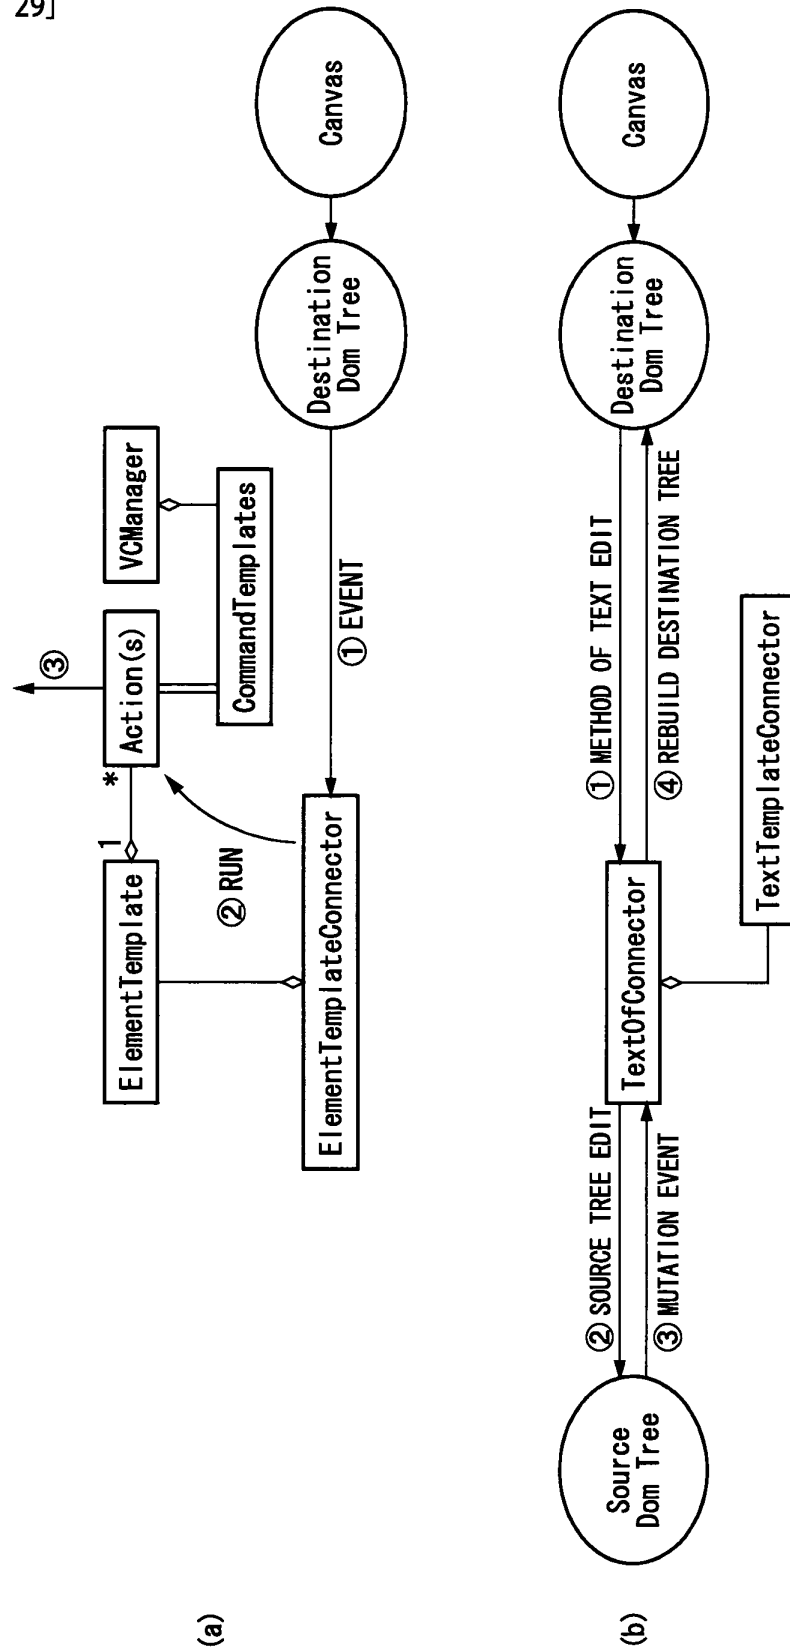 29]
(a)
ElementTemplate
1
*
Action(s)
③
VCManager
CommandTemplates
② RUN
ElementTemplateConnector
① EVENT
Destination
Dom Tree
Canvas
(b)
Source
Dom Tree
② SOURCE TREE EDIT
③ MUTATION EVENT
TextOfConnector
① METHOD OF TEXT EDIT
④ REBUILD DESTINATION TREE
TextTemplateConnector
Destination
Dom Tree
Canvas